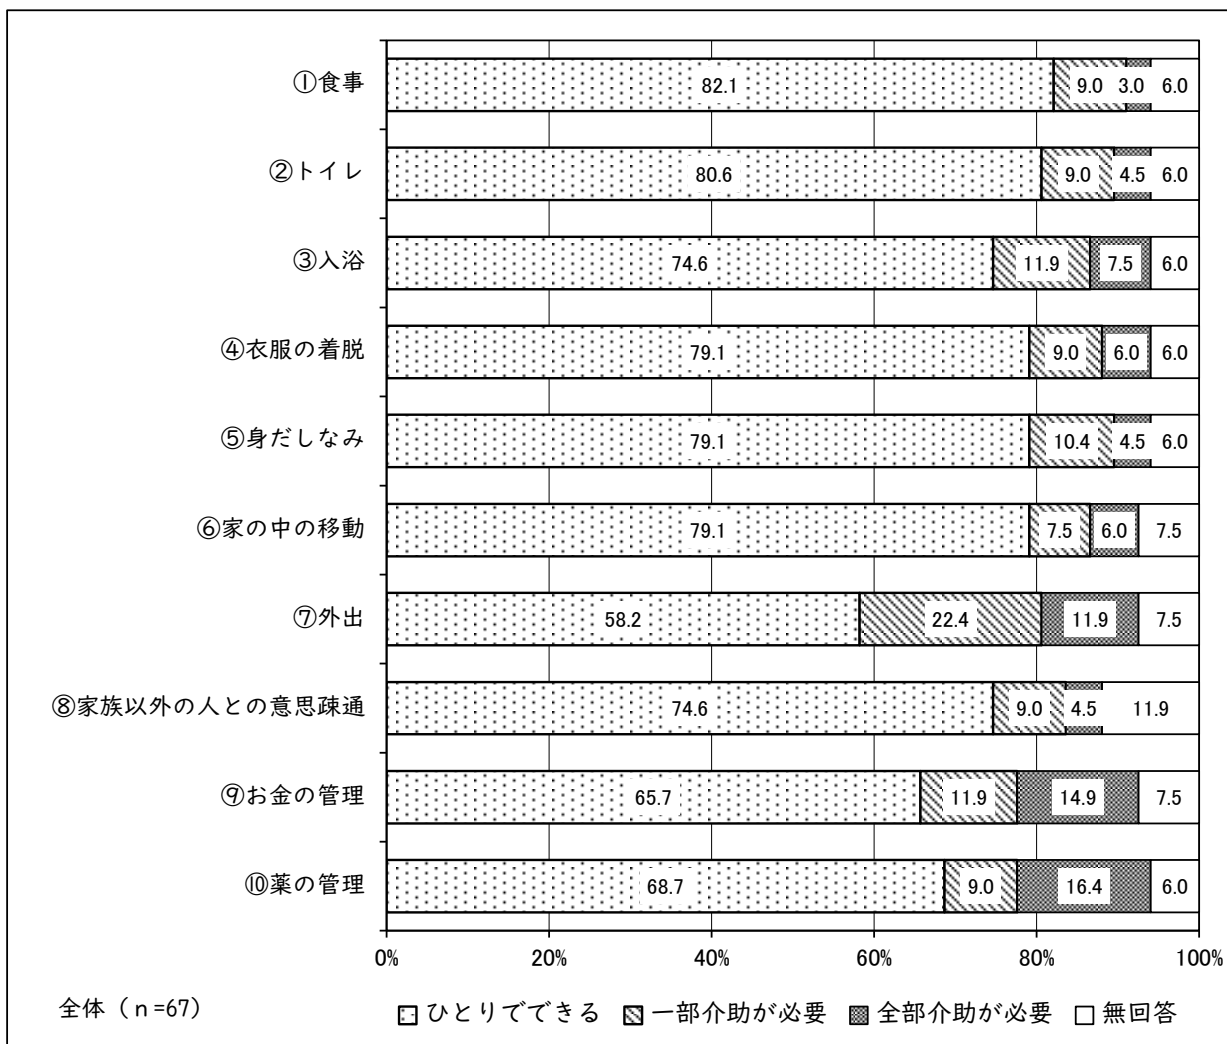 ①食事 82.1 9.0 3.0 6.0
②トイレ 80.6 9.0 4.5 6.0
③入浴 74.6 11.9 7.5 6.0
④衣服の着脱 79.1 9.0 6.0 6.0
⑤身だしなみ 79.1 10.4 4.5 6.0
⑥家の中の移動 79.1 7.5 6.0 7.5
⑦外出 58.2 22.4 11.9 7.5
⑧家族以外の人との意思疎通 74.6 9.0 4.5 11.9
⑨お金の管理 65.7 11.9 14.9 7.5
⑩薬の管理 68.7 9.0 16.4 6.0
0% 20% 40% 60% 80% 100%
全体（n=67） ひとりでできる 一部介助が必要 全部介助が必要 無回答